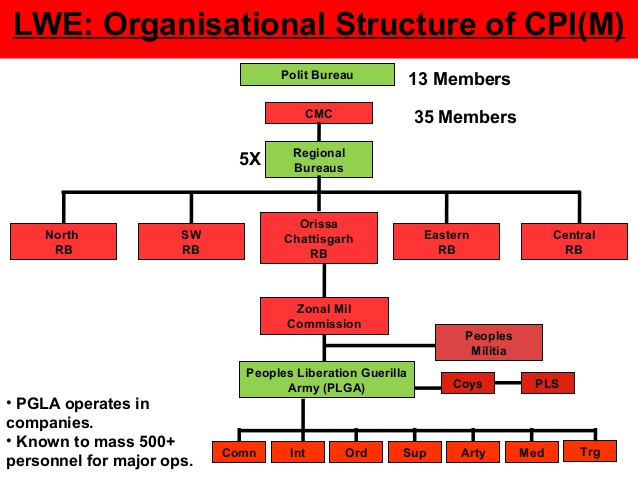 LWE: Organisational Structure of CPI(M)
Polit Bureau
13 Members
CMC
35 Members
5X
Regional
Bureaus
North
RB
SW
RB
Orissa
Chattisgarh
RB
Eastern
RB
Central
RB
Zonal Mil
Commission
Peoples
Militia
Peoples Liberation Guerilla
Army (PLGA)
Coys
PLS
• PGLA operates in
companies.
• Known to mass 500+
personnel for major ops.
Comn
Int
Ord
Sup
Arty
Med
Trg